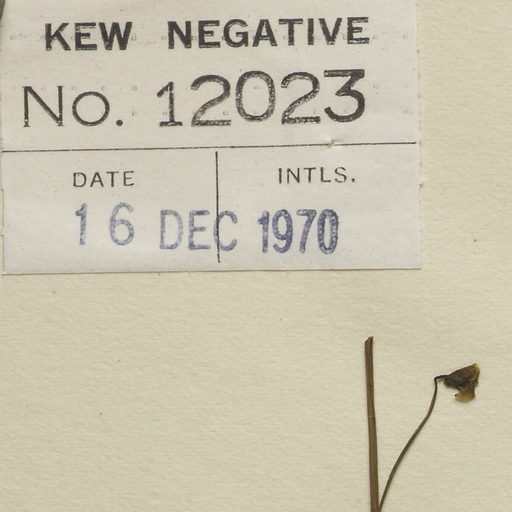 KEW NEGATIVE
No. 12023
DATE INTLS.
16 DEC 1970